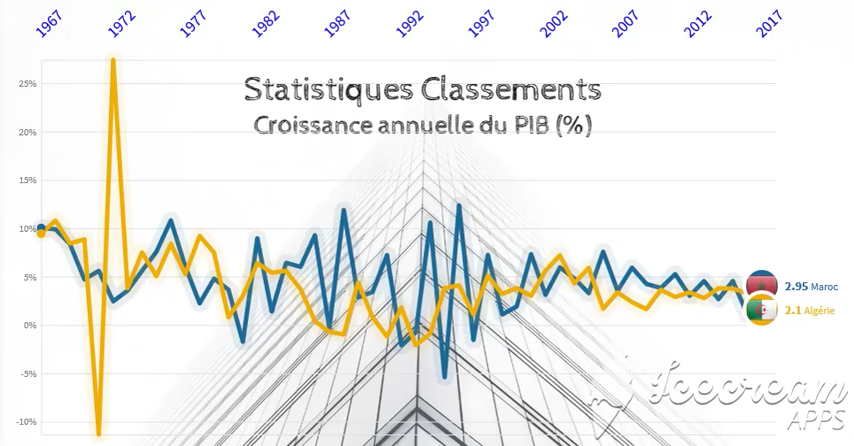 1967 1972 1977 1982 1987 1992 1997 2002 2007 2012 2017
25%
Statistiques Classements
Croissance annuelle du PIB (%)
20%
15%
10%
5%
2.95 Maroc
2.1 Algérie
0%
-5%
Icecream
APPS
-10%